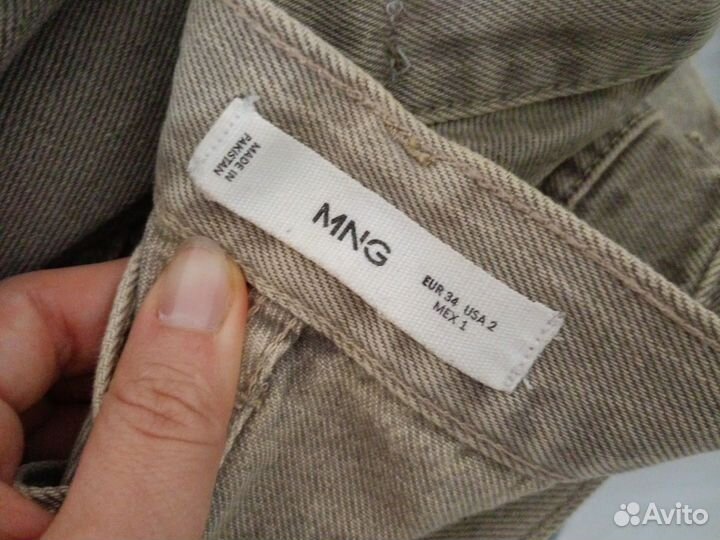 MADE IN
PAKISTAN
MNG
EUR 34 USA 2
MEX 1
Avito